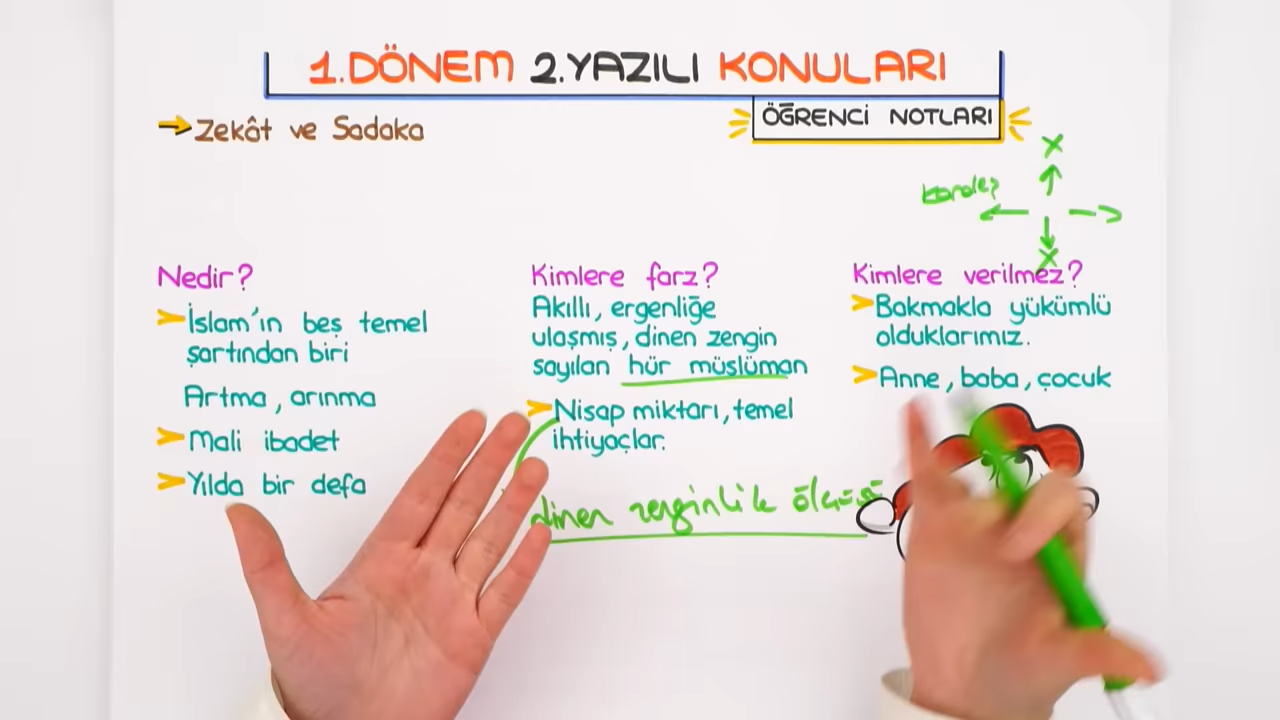 1.DÖNEM 2.YAZILI KONULARI
ÖĞRENCİ NOTLARI
Zekât ve Sadaka
X
X
Nedir?
İslam'ın beş temel
şartından biri
Artma, arınma
Mali ibadet
Yılda bir defa
Kimlere farz?
Akıllı, ergenliğe
ulaşmış, dinen zengin
sayılan hür müslüman
Nisap miktarı, temel
ihtiyaçlar.
dinen zenginlik ölçüsü
Kimlere verilmez?
Bakmakla yükümlü
olduklarımız.
Anne, baba, çocuk